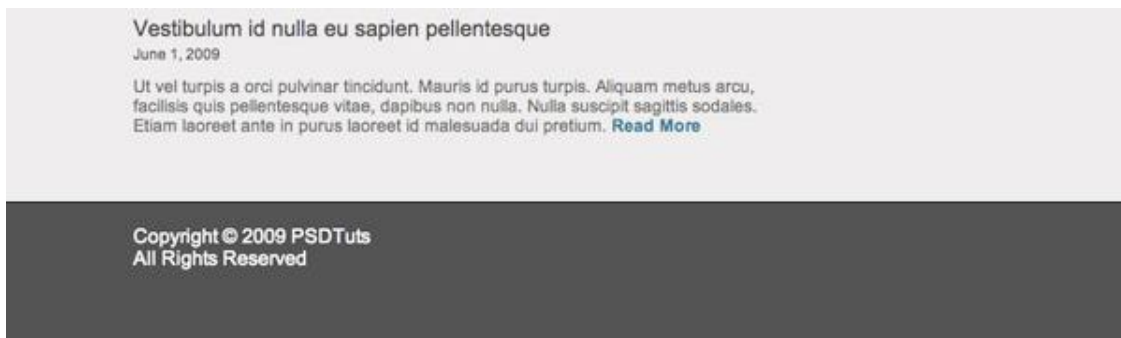 Vestibulum id nulla eu sapien pellentesque
June 1, 2009
Ut vel turpis a orci pulvinar tincidunt. Mauris id purus turpis. Aliquam metus arcu,
facilisis quis pellentesque vitae, dapibus non nulla. Nulla suscipit sagittis sodales.
Etiam laoreet ante in purus laoreet id malesuada dui pretium. Read More
Copyright © 2009 PSDTuts
All Rights Reserved